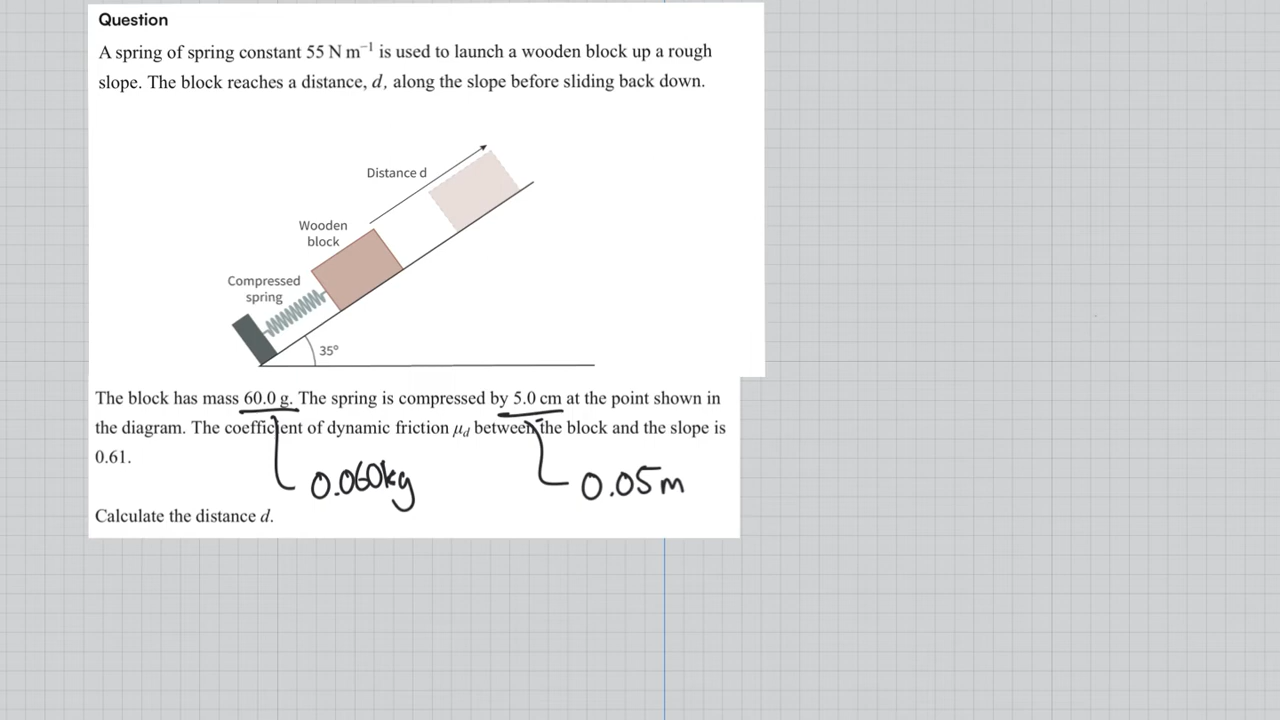 Question
A spring of spring constant 55 N m⁻¹ is used to launch a wooden block up a rough
slope. The block reaches a distance, d, along the slope before sliding back down.
Distance d
Wooden
block
Compressed
spring
35°
The block has mass 60.0 g. The spring is compressed by 5.0 cm at the point shown in
the diagram. The coefficient of dynamic friction μd between the block and the slope is
0.61.
0.060kg
0.05m
Calculate the distance d.